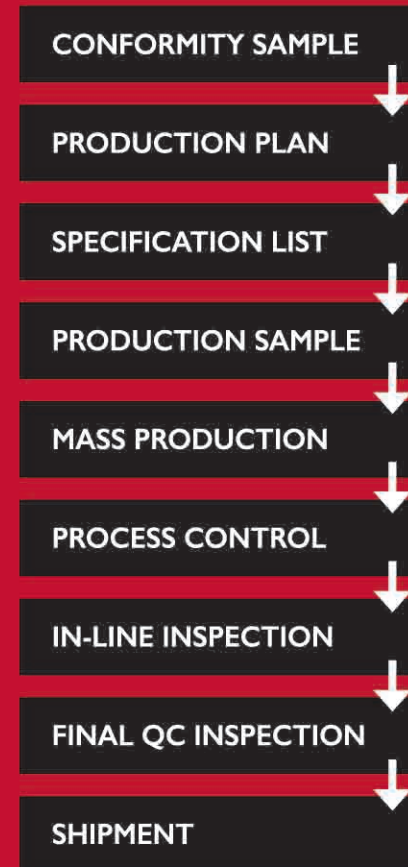 CONFORMITY SAMPLE
PRODUCTION PLAN
SPECIFICATION LIST
PRODUCTION SAMPLE
MASS PRODUCTION
PROCESS CONTROL
IN-LINE INSPECTION
FINAL QC INSPECTION
SHIPMENT